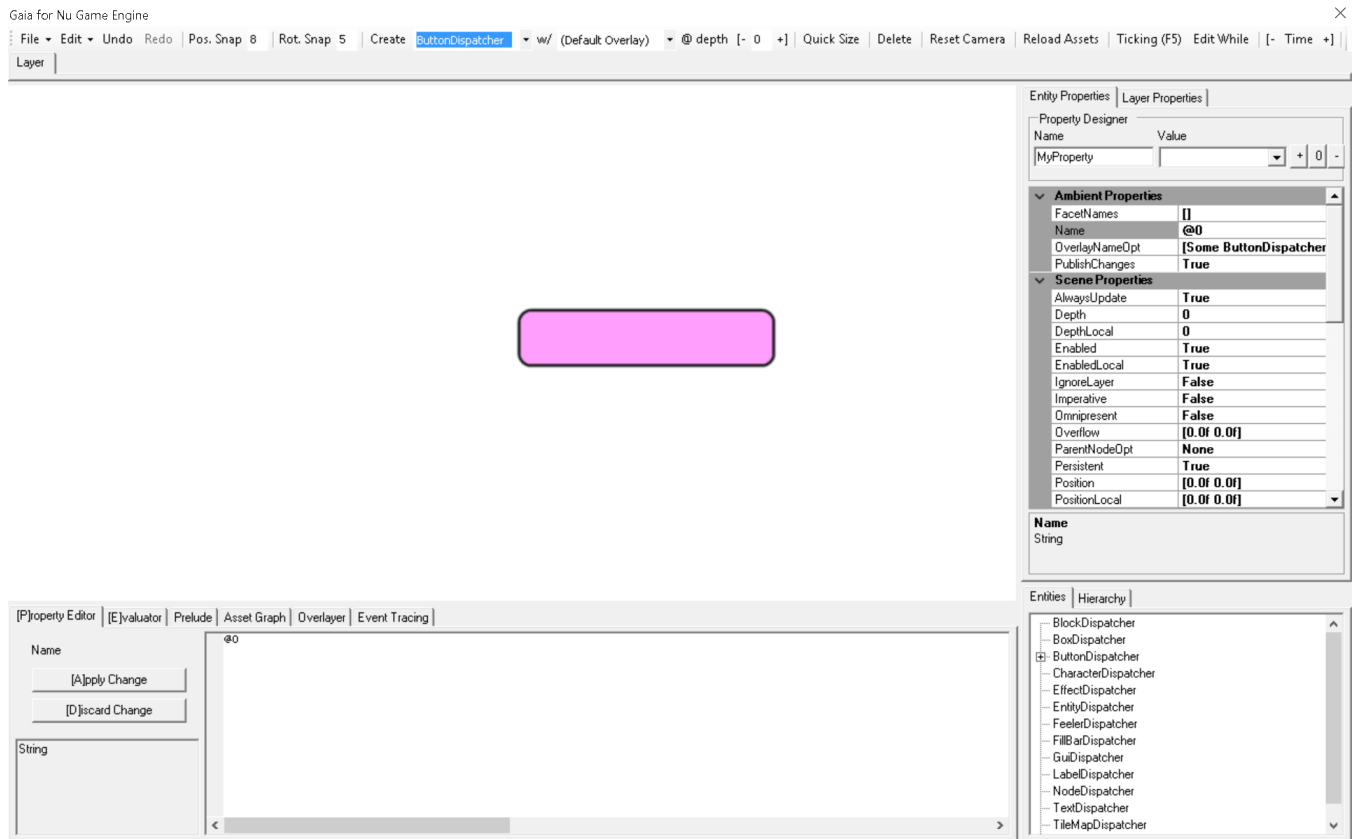 Gaia for Nu Game Engine
File Edit Undo Redo Pos. Snap 8 Rot. Snap 5 Create ButtonDispatcher w/ (Default Overlay) @ depth [- 0 +] Quick Size Delete Reset Camera Reload Assets Ticking (F5) Edit While [- Time +]
Layer
Entity Properties Layer Properties
Property Designer
Name Value
MyProperty + 0 -
Ambient Properties
FacetNames []
Name @0
OverlayNameOpt [Some ButtonDispatcher
PublishChanges True
Scene Properties
AlwaysUpdate True
Depth 0
DepthLocal 0
Enabled True
EnabledLocal True
IgnoreLayer False
Imperative False
Omnipresent False
Overflow [0.0f 0.0f]
ParentNodeOpt None
Persistent True
Position [0.0f 0.0f]
PositionLocal [0.0f 0.0f]
Name
String
[P]roperty Editor [E]valuator Prelude Asset Graph Overlayer Event Tracing
Name
[A]pply Change
[D]iscard Change
String
@0
Entities Hierarchy
BlockDispatcher
BoxDispatcher
ButtonDispatcher
CharacterDispatcher
EffectDispatcher
EntityDispatcher
FeelerDispatcher
FillBarDispatcher
GuiDispatcher
LabelDispatcher
NodeDispatcher
TextDispatcher
TileMapDispatcher